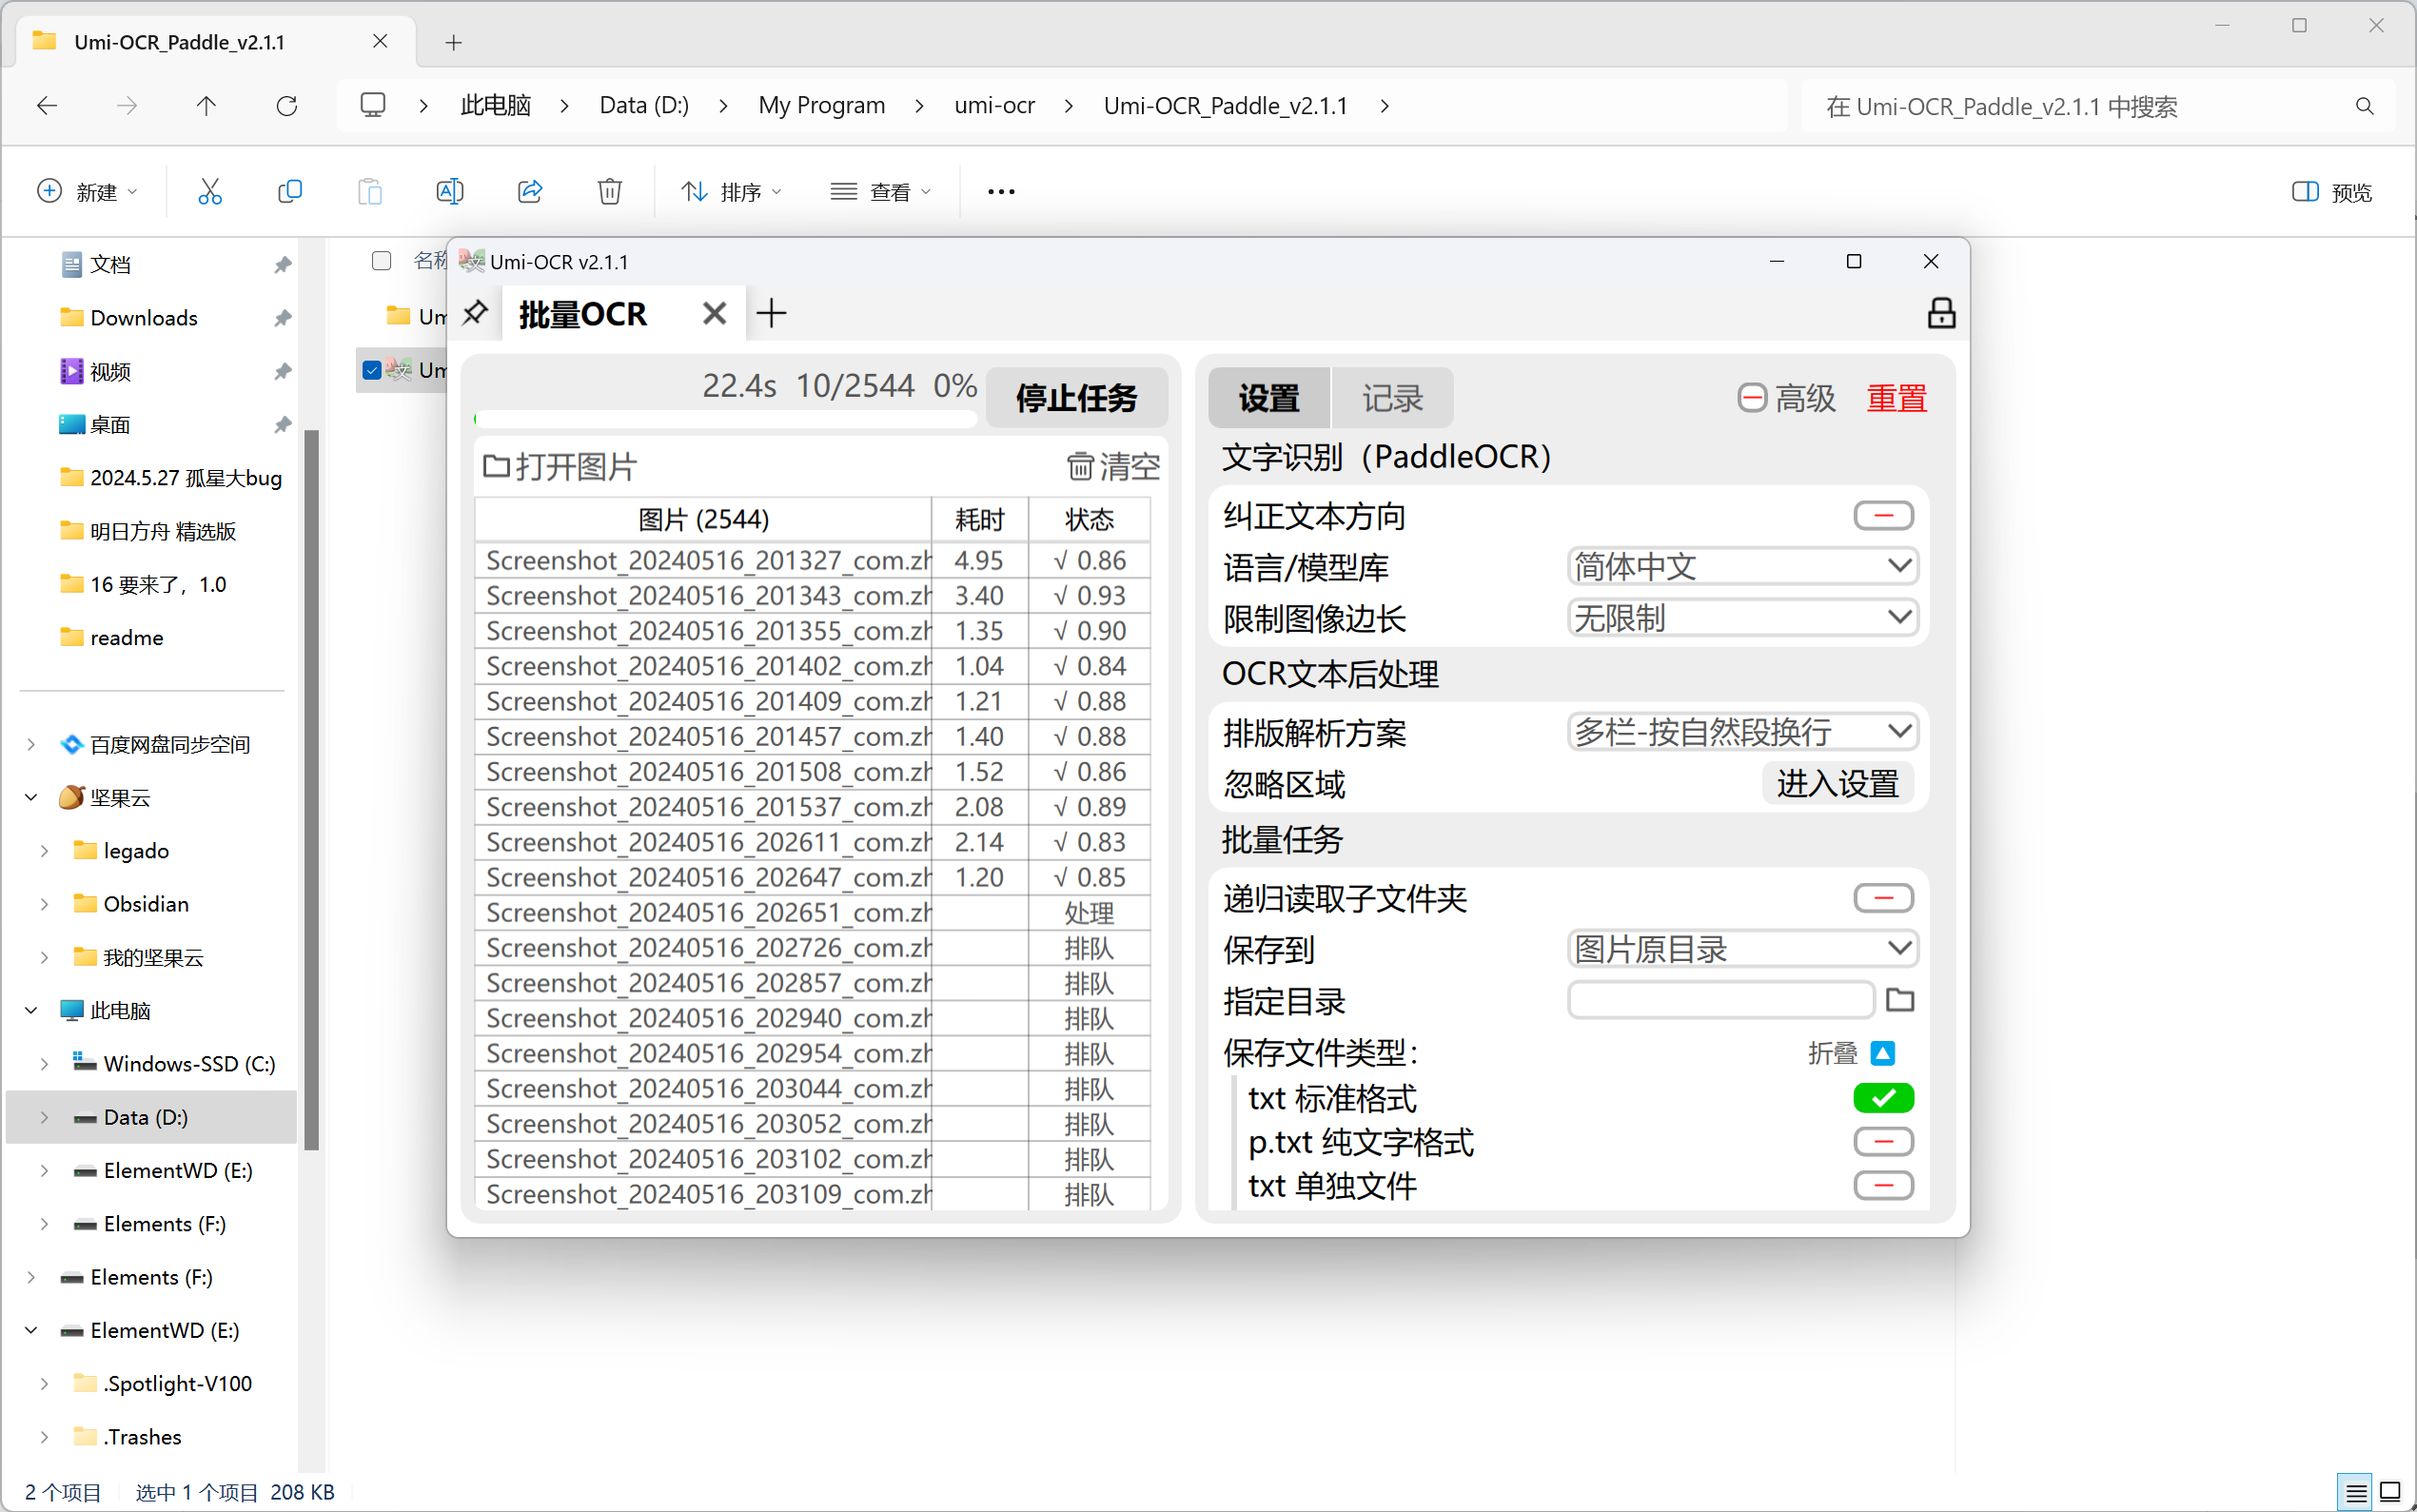 Umi-OCR_Paddle_v2.1.1
此电脑 Data (D:) My Program umi-ocr Umi-OCR_Paddle_v2.1.1
在 Umi-OCR_Paddle_v2.1.1 中搜索
新建 排序 查看 预览
文档
Downloads
视频
桌面
2024.5.27 孤星大bug
明日方舟 精选版
16 要来了，1.0
readme
百度网盘同步空间
坚果云
legado
Obsidian
我的坚果云
此电脑
Windows-SSD (C:)
Data (D:)
ElementWD (E:)
Elements (F:)
Elements (F:)
ElementWD (E:)
.Spotlight-V100
.Trashes
名称
Um
Um
Umi-OCR v2.1.1
批量OCR
22.4s 10/2544 0% 停止任务
打开图片 清空
图片 (2544) 耗时 状态
Screenshot_20240516_201327_com.zh 4.95 √ 0.86
Screenshot_20240516_201343_com.zh 3.40 √ 0.93
Screenshot_20240516_201355_com.zh 1.35 √ 0.90
Screenshot_20240516_201402_com.zh 1.04 √ 0.84
Screenshot_20240516_201409_com.zh 1.21 √ 0.88
Screenshot_20240516_201457_com.zh 1.40 √ 0.88
Screenshot_20240516_201508_com.zh 1.52 √ 0.86
Screenshot_20240516_201537_com.zh 2.08 √ 0.89
Screenshot_20240516_202611_com.zh 2.14 √ 0.83
Screenshot_20240516_202647_com.zh 1.20 √ 0.85
Screenshot_20240516_202651_com.zh 处理
Screenshot_20240516_202726_com.zh 排队
Screenshot_20240516_202857_com.zh 排队
Screenshot_20240516_202940_com.zh 排队
Screenshot_20240516_202954_com.zh 排队
Screenshot_20240516_203044_com.zh 排队
Screenshot_20240516_203052_com.zh 排队
Screenshot_20240516_203102_com.zh 排队
Screenshot_20240516_203109_com.zh 排队
设置 记录 高级 重置
文字识别（PaddleOCR）
纠正文本方向
语言/模型库 简体中文
限制图像边长 无限制
OCR文本后处理
排版解析方案 多栏-按自然段换行
忽略区域 进入设置
批量任务
递归读取子文件夹
保存到 图片原目录
指定目录
保存文件类型： 折叠
txt 标准格式
p.txt 纯文字格式
txt 单独文件
2 个项目 选中 1 个项目 208 KB